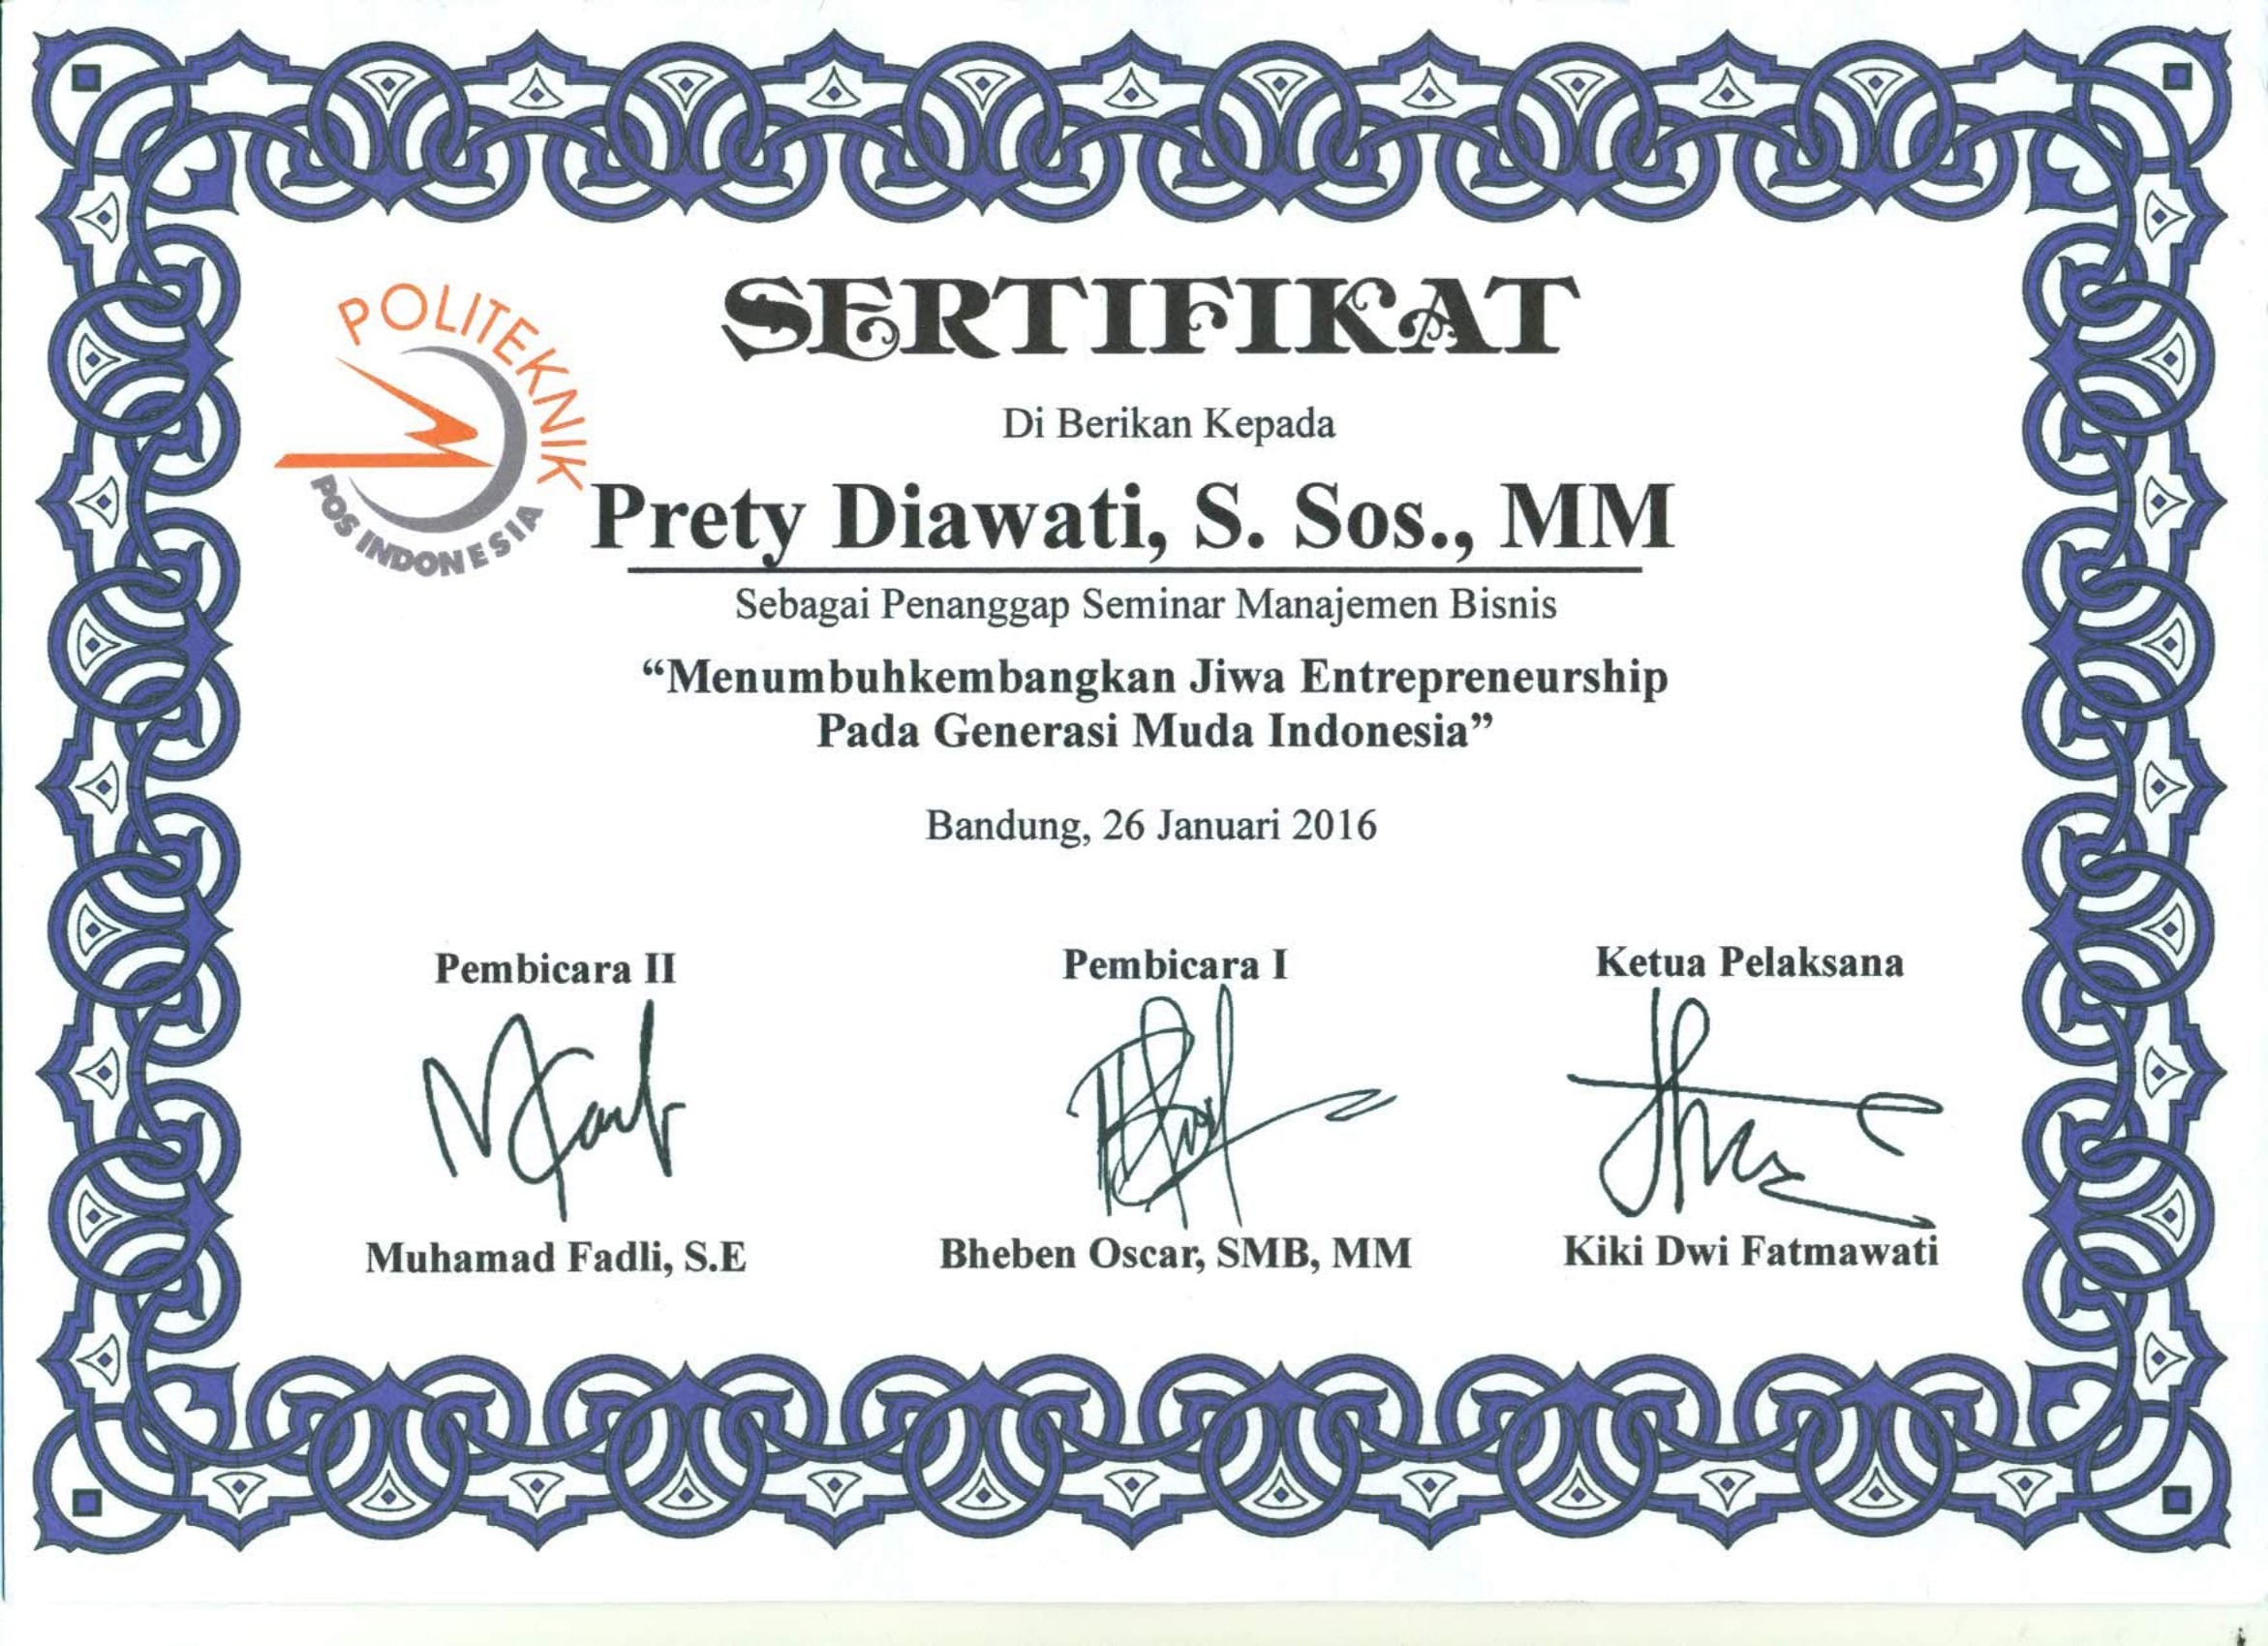 POLITEKNIK
POS INDONESIA
SERTIFIKAT
Di Berikan Kepada
Prety Diawati, S. Sos., MM
Sebagai Penanggap Seminar Manajemen Bisnis
“Menumbuhkembangkan Jiwa Entrepreneurship
Pada Generasi Muda Indonesia”
Bandung, 26 Januari 2016
Pembicara II
Pembicara I
Ketua Pelaksana
Muhamad Fadli, S.E
Bheben Oscar, SMB, MM
Kiki Dwi Fatmawati